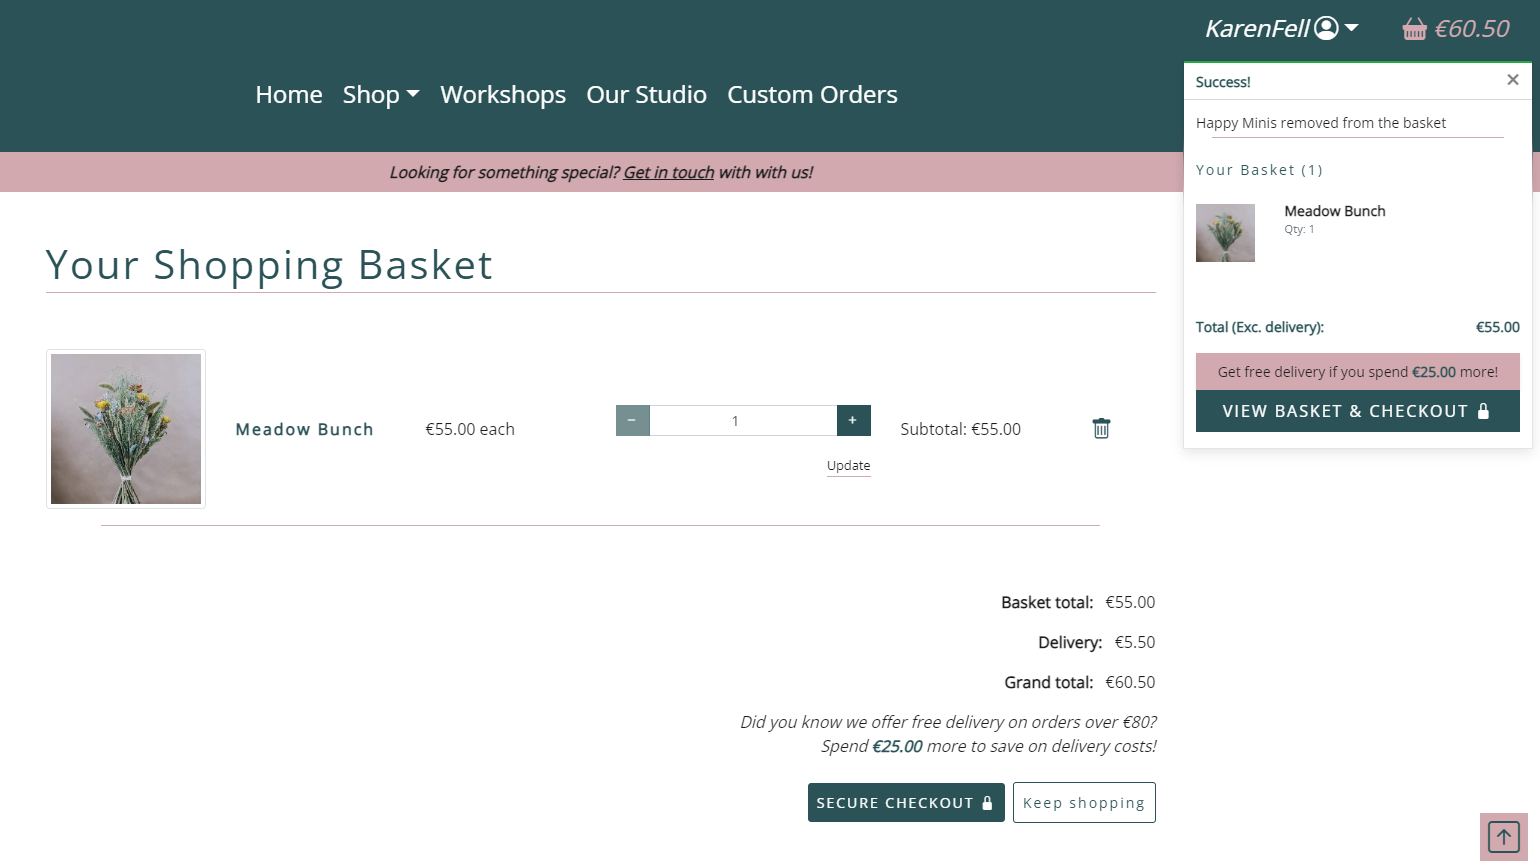 KarenFell
€60.50
Home
Shop
Workshops
Our Studio
Custom Orders
Success!
Happy Minis removed from the basket
Your Basket (1)
Meadow Bunch
Qty: 1
Total (Exc. delivery): €55.00
Get free delivery if you spend €25.00 more!
VIEW BASKET & CHECKOUT
Looking for something special? Get in touch with with us!
Your Shopping Basket
Meadow Bunch
€55.00 each
− 1 +
Update
Subtotal: €55.00
Basket total: €55.00
Delivery: €5.50
Grand total: €60.50
Did you know we offer free delivery on orders over €80?
Spend €25.00 more to save on delivery costs!
SECURE CHECKOUT
Keep shopping